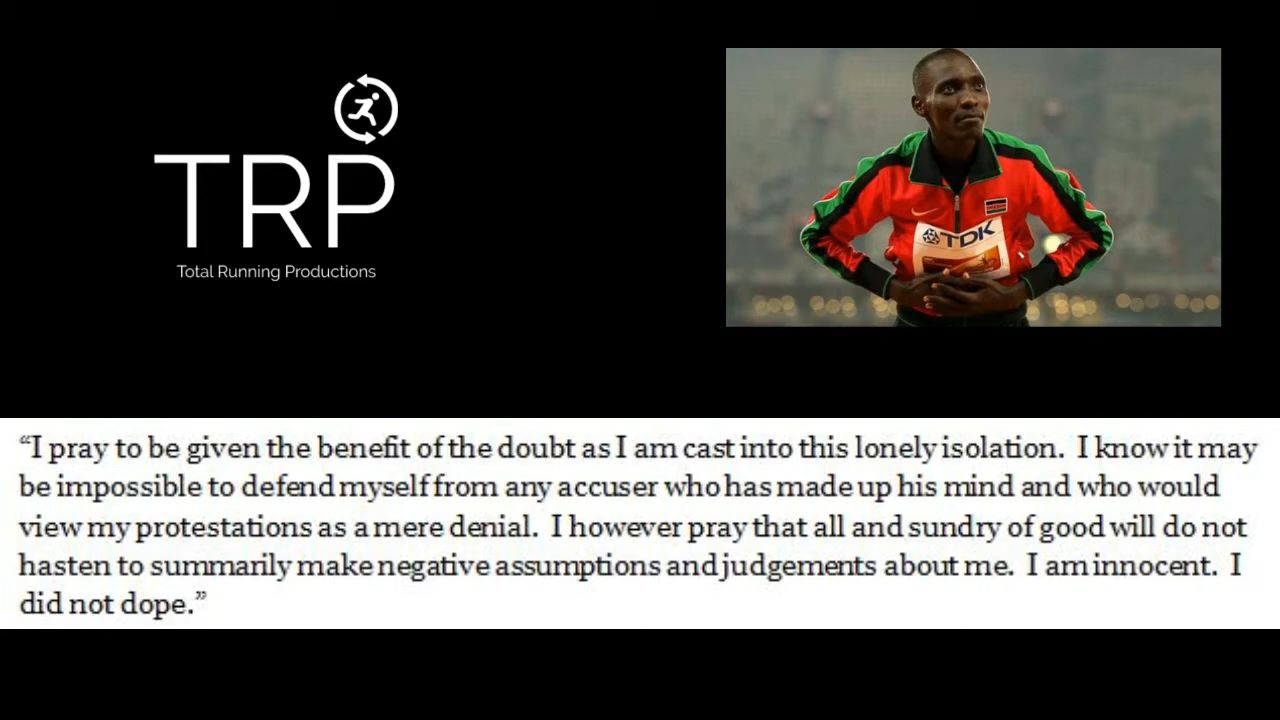 TRP
Total Running Productions
TDK
“I pray to be given the benefit of the doubt as I am cast into this lonely isolation. I know it may
be impossible to defend myself from any accuser who has made up his mind and who would
view my protestations as a mere denial. I however pray that all and sundry of good will do not
hasten to summarily make negative assumptions and judgements about me. I am innocent. I
did not dope.”